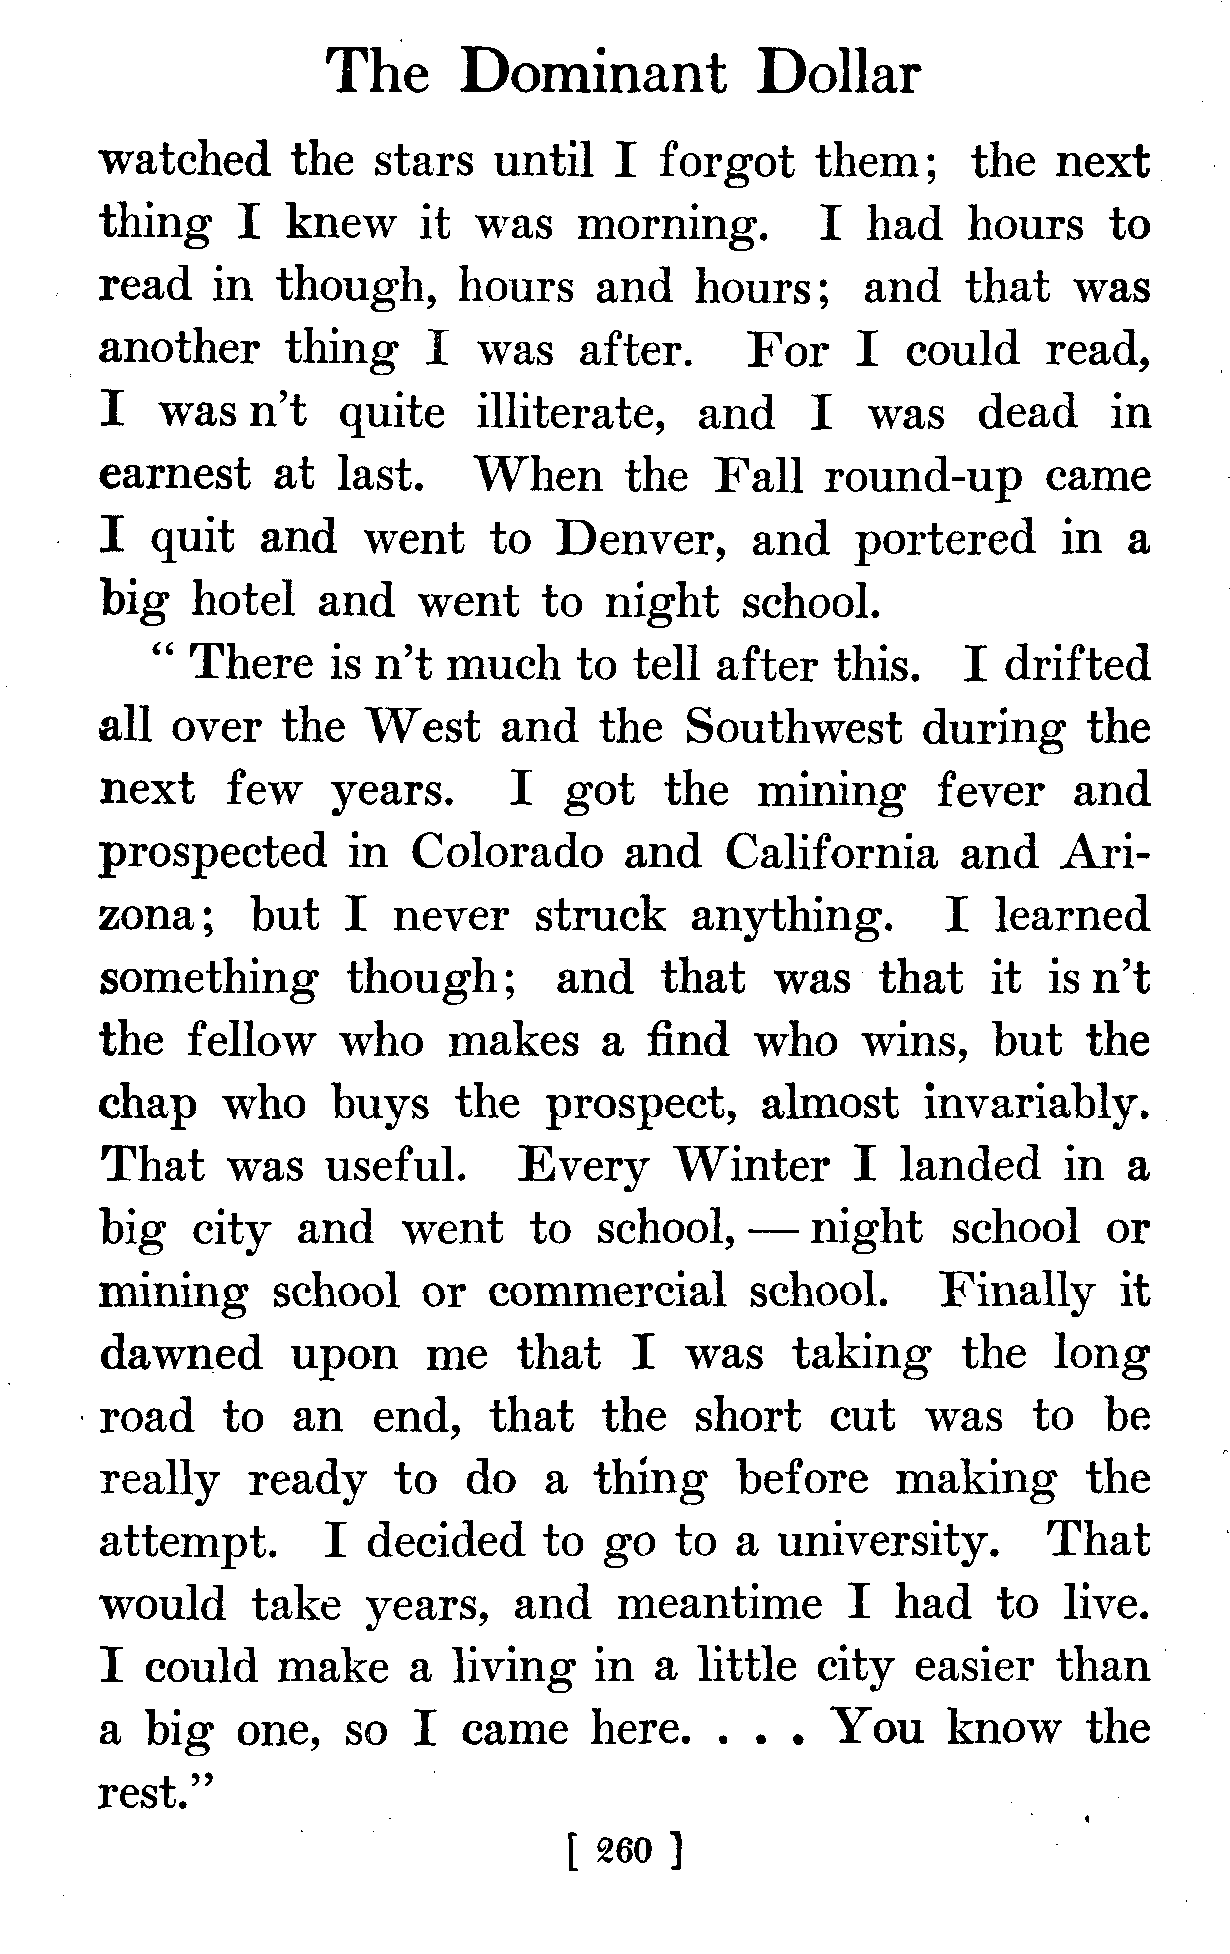 The Dominant Dollar
watched the stars until I forgot them; the next
thing I knew it was morning. I had hours to
read in though, hours and hours; and that was
another thing I was after. For I could read,
I was n't quite illiterate, and I was dead in
earnest at last. When the Fall round-up came
I quit and went to Denver, and portered in a
big hotel and went to night school.
“ There is n't much to tell after this. I drifted
all over the West and the Southwest during the
next few years. I got the mining fever and
prospected in Colorado and California and Ari-
zona; but I never struck anything. I learned
something though; and that was that it is n't
the fellow who makes a find who wins, but the
chap who buys the prospect, almost invariably.
That was useful. Every Winter I landed in a
big city and went to school, — night school or
mining school or commercial school. Finally it
dawned upon me that I was taking the long
road to an end, that the short cut was to be
really ready to do a thing before making the
attempt. I decided to go to a university. That
would take years, and meantime I had to live.
I could make a living in a little city easier than
a big one, so I came here. . . . You know the
rest.”
[ 260 ]